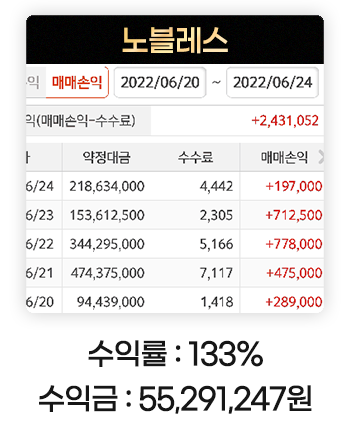 노블레스
익 매매손익 2022/06/20 ~ 2022/06/24
익(매매손익-수수료) +2,431,052
약정대금 수수료 매매손익
6/24 218,634,000 4,442 +197,000
6/23 153,612,500 2,305 +712,500
6/22 344,295,000 5,166 +778,000
6/21 474,375,000 7,117 +475,000
6/20 94,439,000 1,418 +289,000
수익률 : 133%
수익금 : 55,291,247원